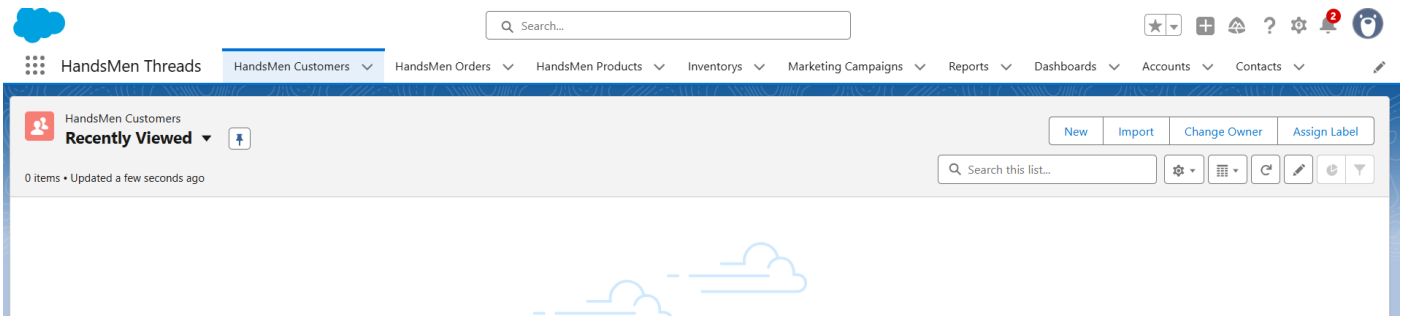 Search...
2
HandsMen Threads HandsMen Customers HandsMen Orders HandsMen Products Inventorys Marketing Campaigns Reports Dashboards Accounts Contacts
HandsMen Customers
Recently Viewed
New Import Change Owner Assign Label
0 items • Updated a few seconds ago
Search this list...